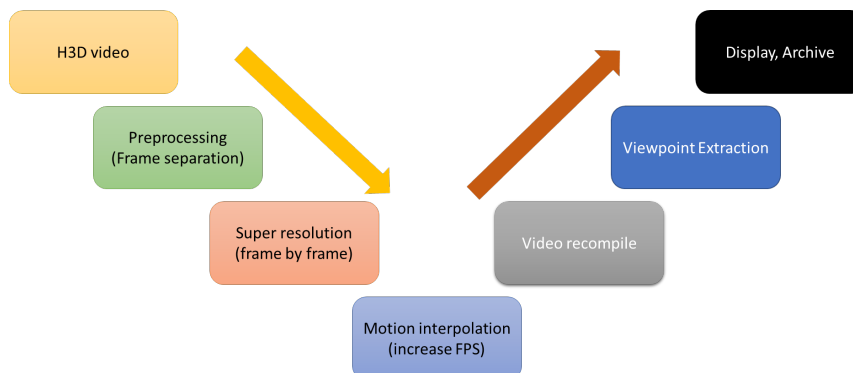 H3D video
Preprocessing
(Frame separation)
Super resolution
(frame by frame)
Motion interpolation
(increase FPS)
Video recompile
Viewpoint Extraction
Display, Archive